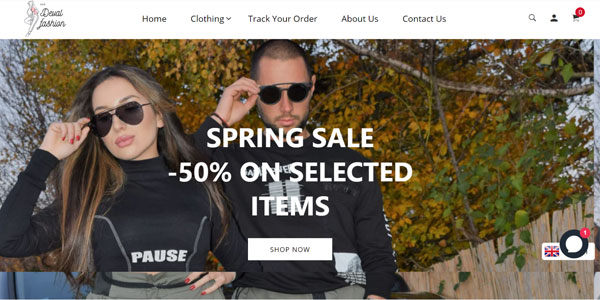 Deval
fashion
Home
Clothing
Track Your Order
About Us
Contact Us
0
SPRING SALE
-50% ON SELECTED
ITEMS
PAUSE
SHOP NOW
1